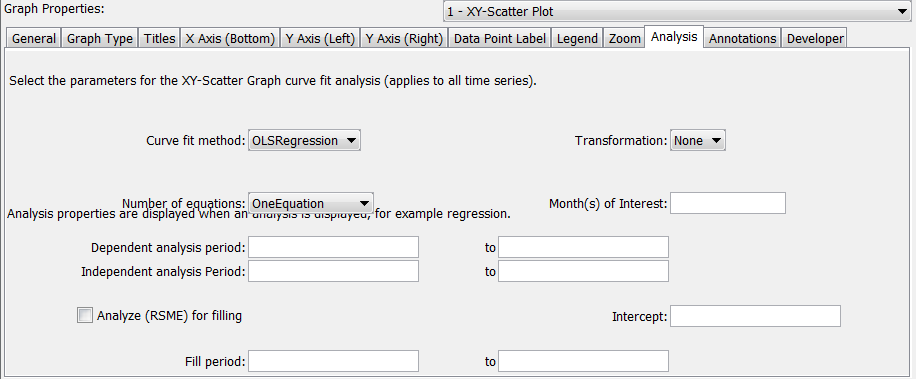 Graph Properties: 1 - XY-Scatter Plot
General Graph Type Titles X Axis (Bottom) Y Axis (Left) Y Axis (Right) Data Point Label Legend Zoom Analysis Annotations Developer
Select the parameters for the XY-Scatter Graph curve fit analysis (applies to all time series).
Curve fit method: OLSRegression Transformation: None
Number of equations: OneEquation Month(s) of Interest:
Analysis properties are displayed when an analysis is displayed, for example regression.
Dependent analysis period: to
Independent analysis Period: to
Analyze (RSME) for filling Intercept:
Fill period: to